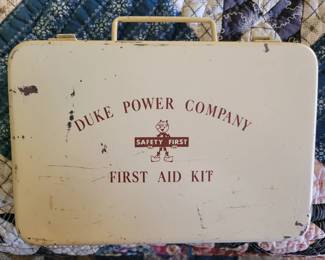 DUKE POWER COMPANY
SAFETY FIRST
FIRST AID KIT